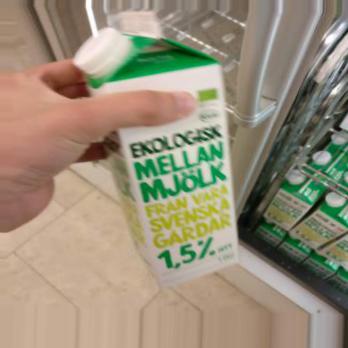 EKOLOGISK
MELLAN
MJÖLK
FRÅN VÅRA
SVENSKA
GÅRDAR
1,5%